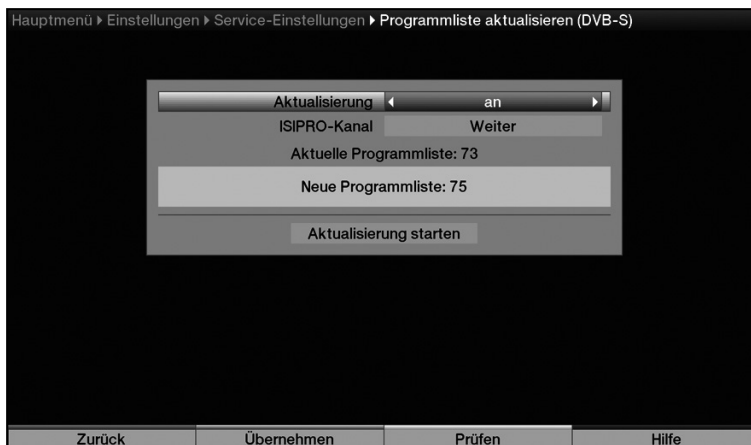 Hauptmenü ▸ Einstellungen ▸ Service-Einstellungen ▸ Programmliste aktualisieren (DVB-S)
Aktualisierung an
ISIPRO-Kanal Weiter
Aktuelle Programmliste: 73
Neue Programmliste: 75
Aktualisierung starten
Zurück Übernehmen Prüfen Hilfe